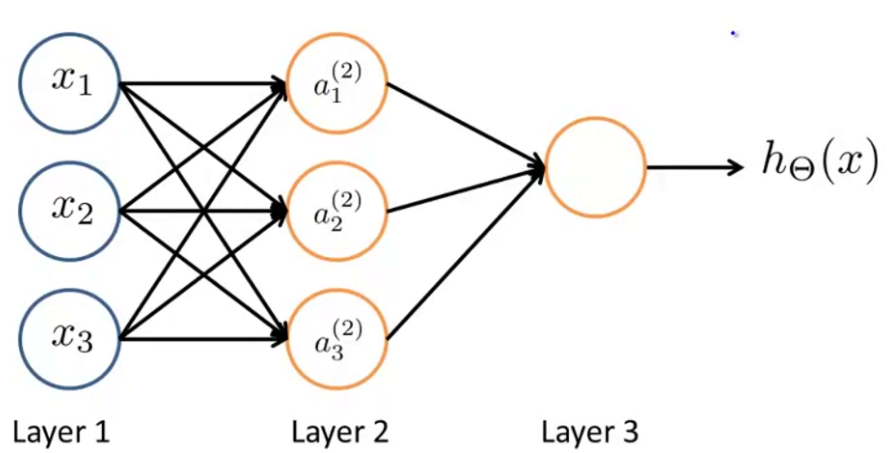 x₁
a₁⁽²⁾
x₂
a₂⁽²⁾
h_Θ(x)
x₃
a₃⁽²⁾
Layer 1
Layer 2
Layer 3